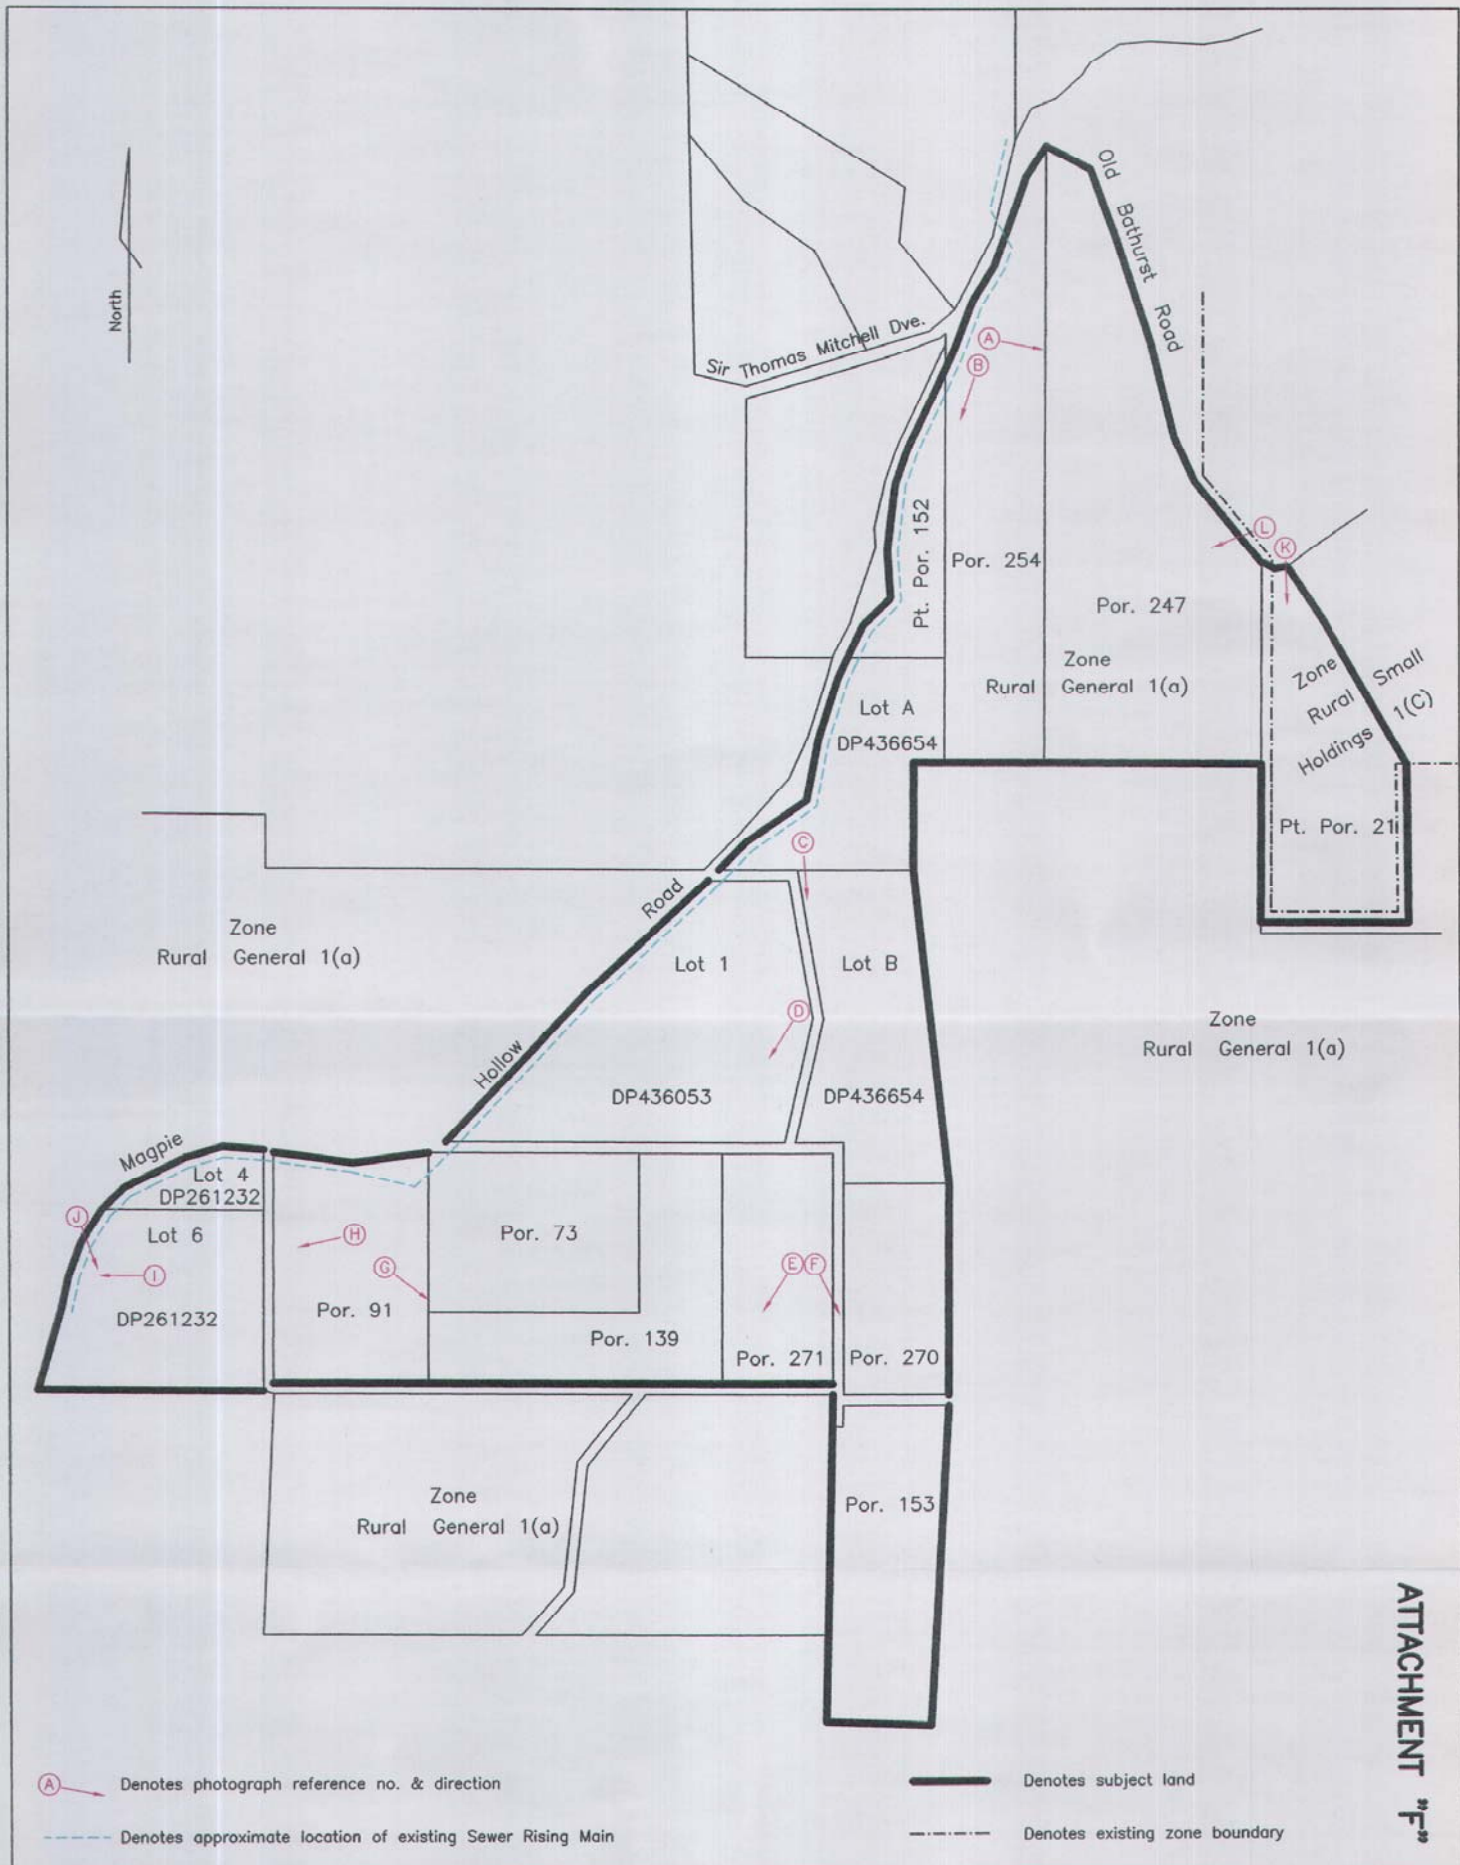 North
Old Bathurst Road
Sir Thomas Mitchell Dve.
A
B
L
K
Pt. Por. 152
Por. 254
Por. 247
Zone
Rural General 1(a)
Zone
Rural Small
Holdings 1(C)
Lot A
DP436654
Pt. Por. 21
C
Magpie Hollow Road
Zone
Rural General 1(a)
Lot 1
Lot B
D
Zone
Rural General 1(a)
DP436053
DP436654
Lot 4
DP261232
J
Lot 6
H
Por. 73
I
G
E
F
DP261232
Por. 91
Por. 139
Por. 271
Por. 270
Zone
Rural General 1(a)
Por. 153
ATTACHMENT "F"
A
Denotes photograph reference no. & direction
Denotes subject land
Denotes approximate location of existing Sewer Rising Main
Denotes existing zone boundary